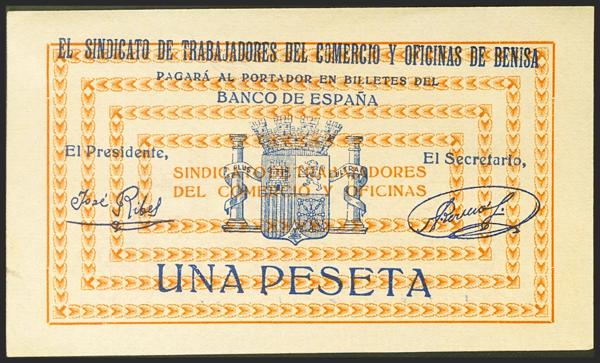 EL SINDICATO DE TRABAJADORES DEL COMERCIO Y OFICINAS DE BENISA
PAGARÁ AL PORTADOR EN BILLETES DEL
BANCO DE ESPAÑA
El Presidente,
El Secretario,
SINDICATO DE TRABAJADORES
DEL COMERCIO Y OFICINAS
José Ribes
UNA PESETA